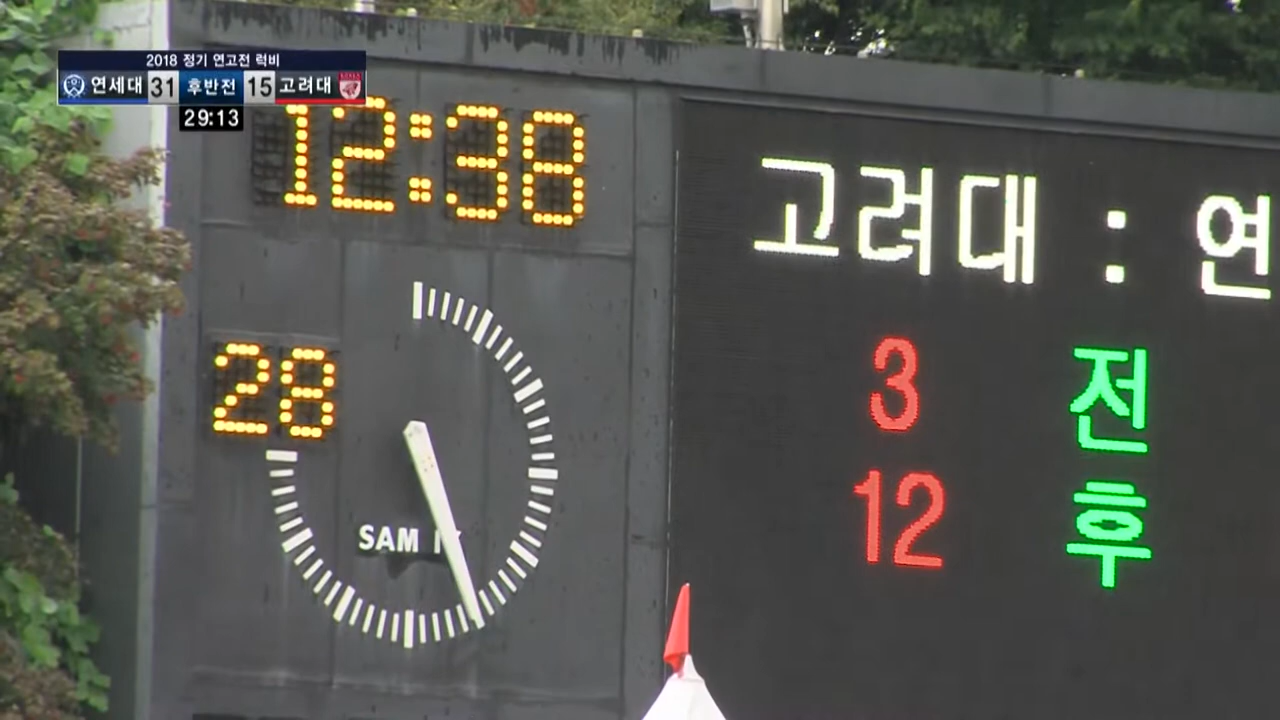 2018 정기 연고전 럭비
연세대 31 후반전 15 고려대
29:13
12:38
고려대 : 연
28
3 전
12 후
SAM